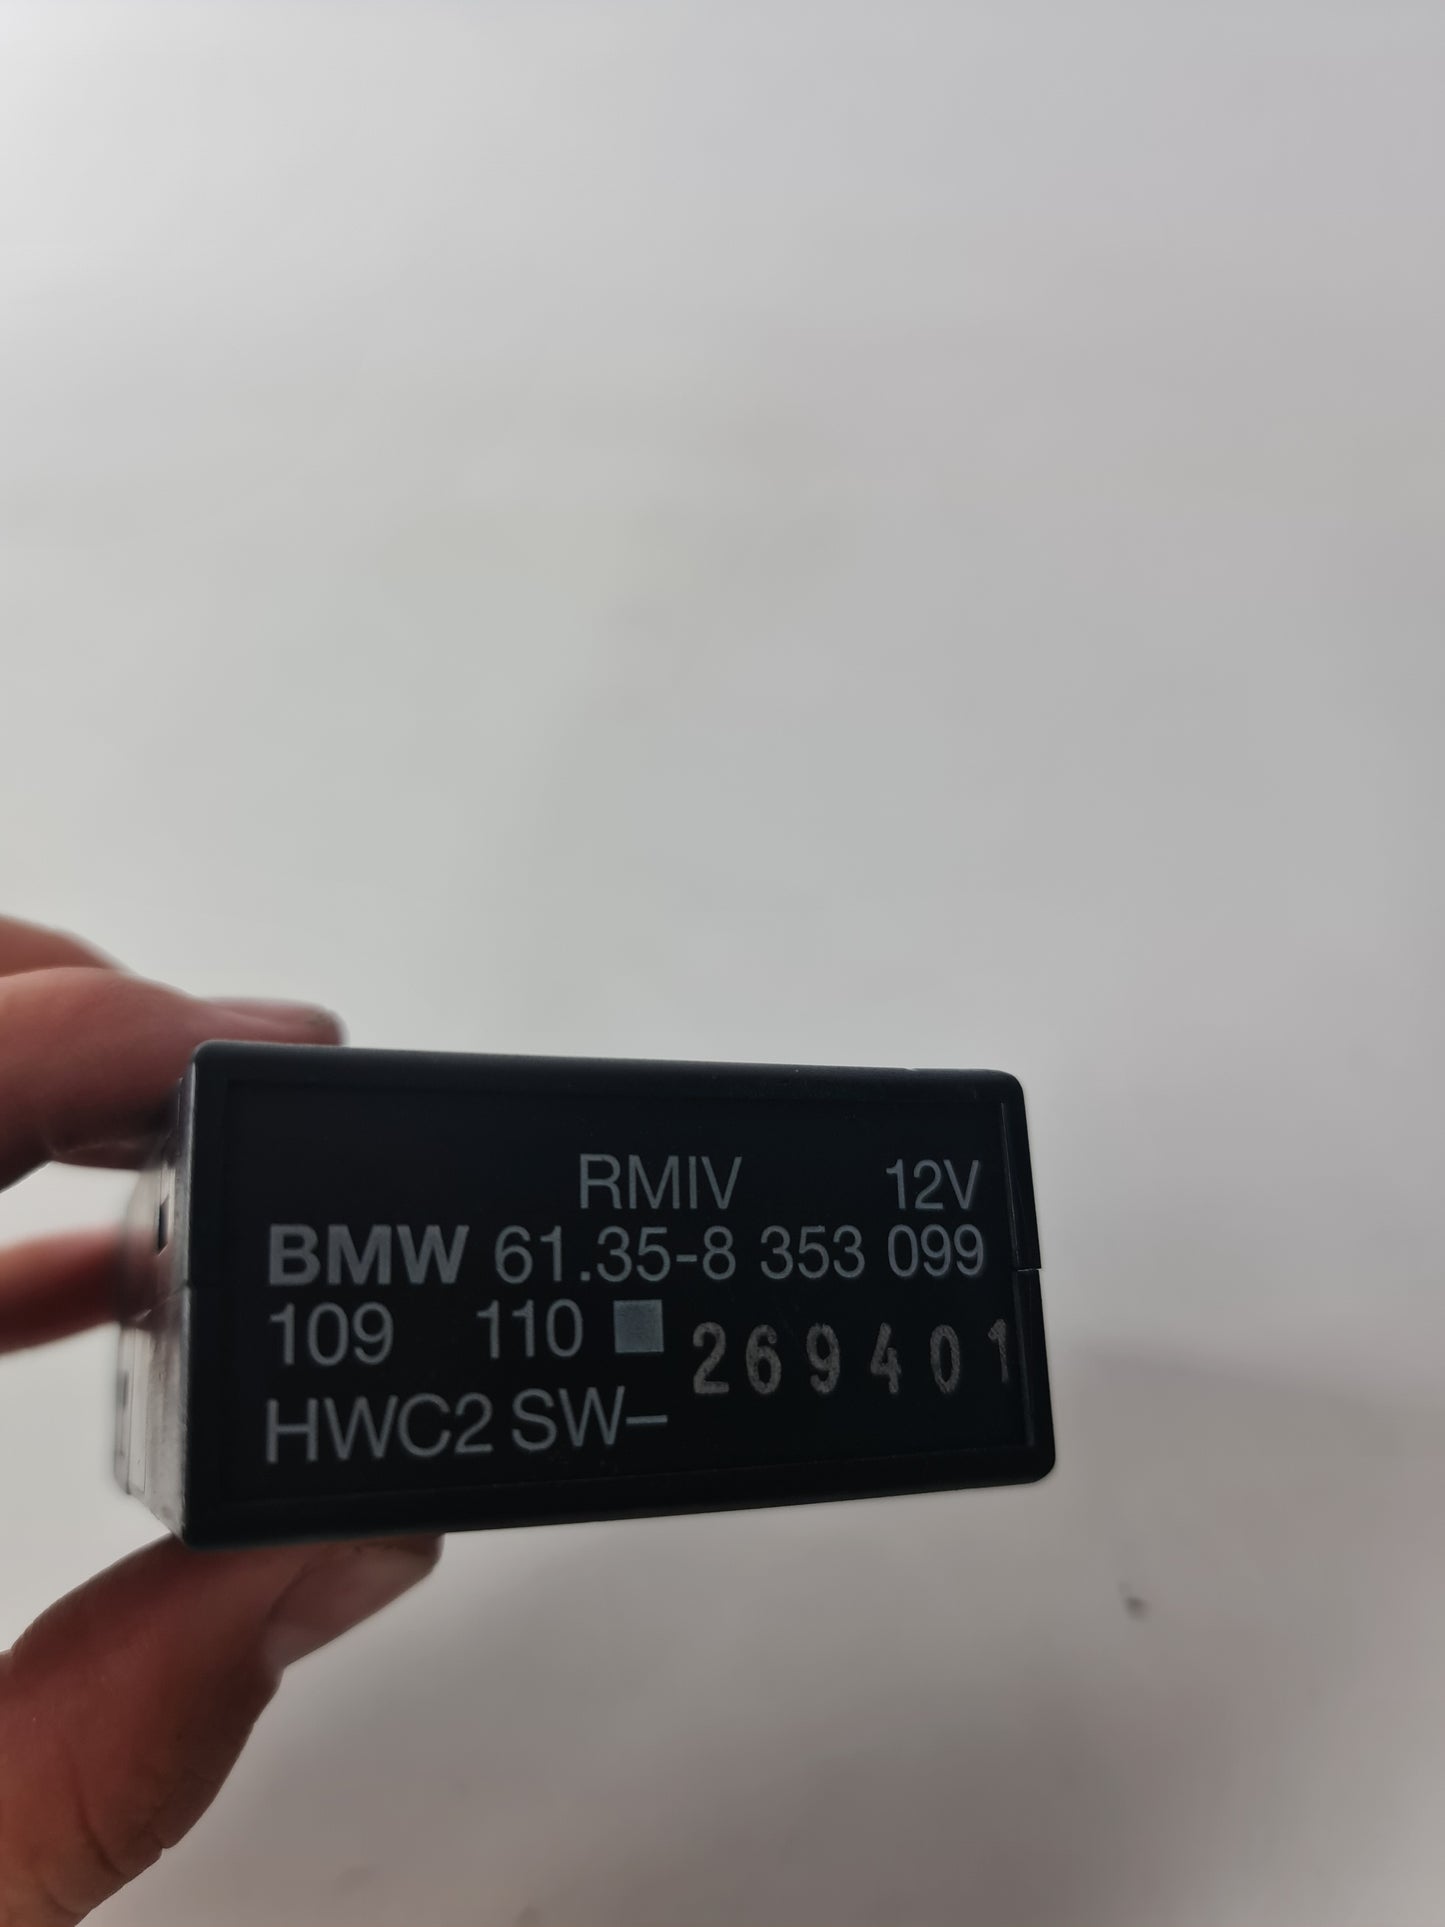 RMIV 12V
BMW 61.35-8 353 099
109 110 269401
HWC2 SW–